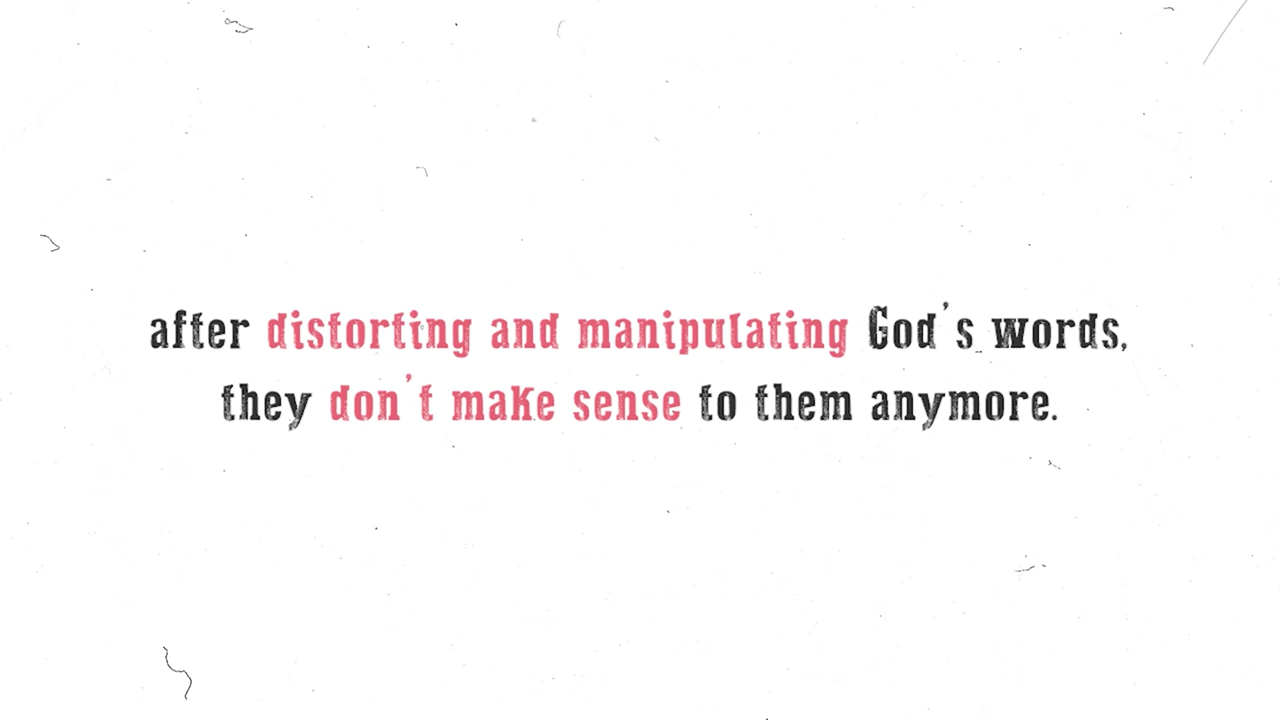 after distorting and manipulating God's words,
they don't make sense to them anymore.